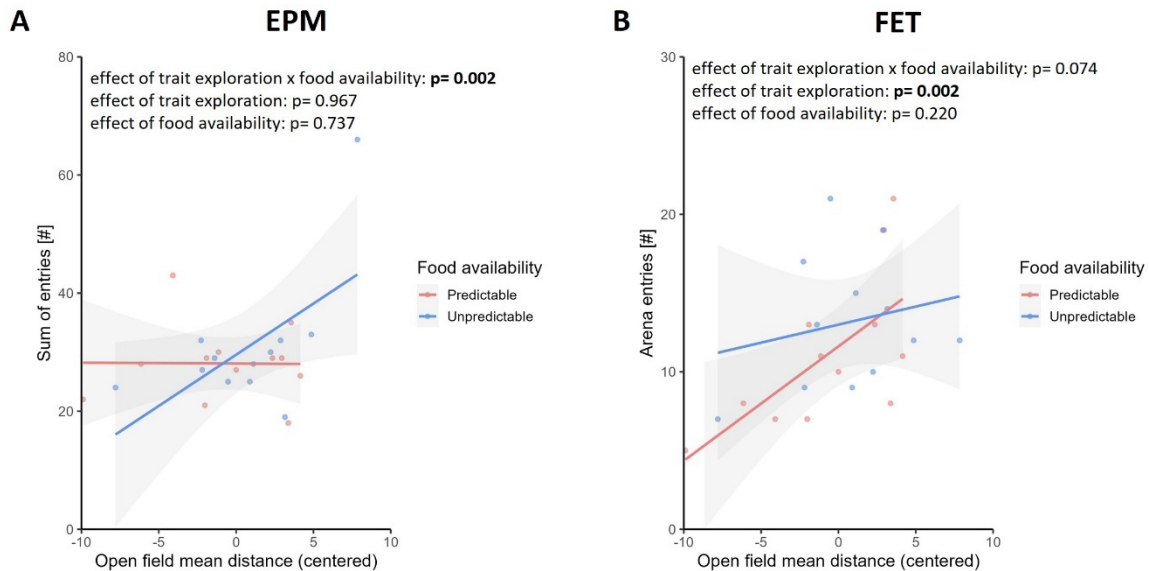 A
EPM
effect of trait exploration x food availability: p= 0.002
effect of trait exploration: p= 0.967
effect of food availability: p= 0.737
Sum of entries [#]
80
60
40
20
0
-10
-5
0
5
10
Open field mean distance (centered)
Food availability
Predictable
Unpredictable
B
FET
effect of trait exploration x food availability: p= 0.074
effect of trait exploration: p= 0.002
effect of food availability: p= 0.220
Arena entries [#]
30
20
10
0
-10
-5
0
5
10
Open field mean distance (centered)
Food availability
Predictable
Unpredictable